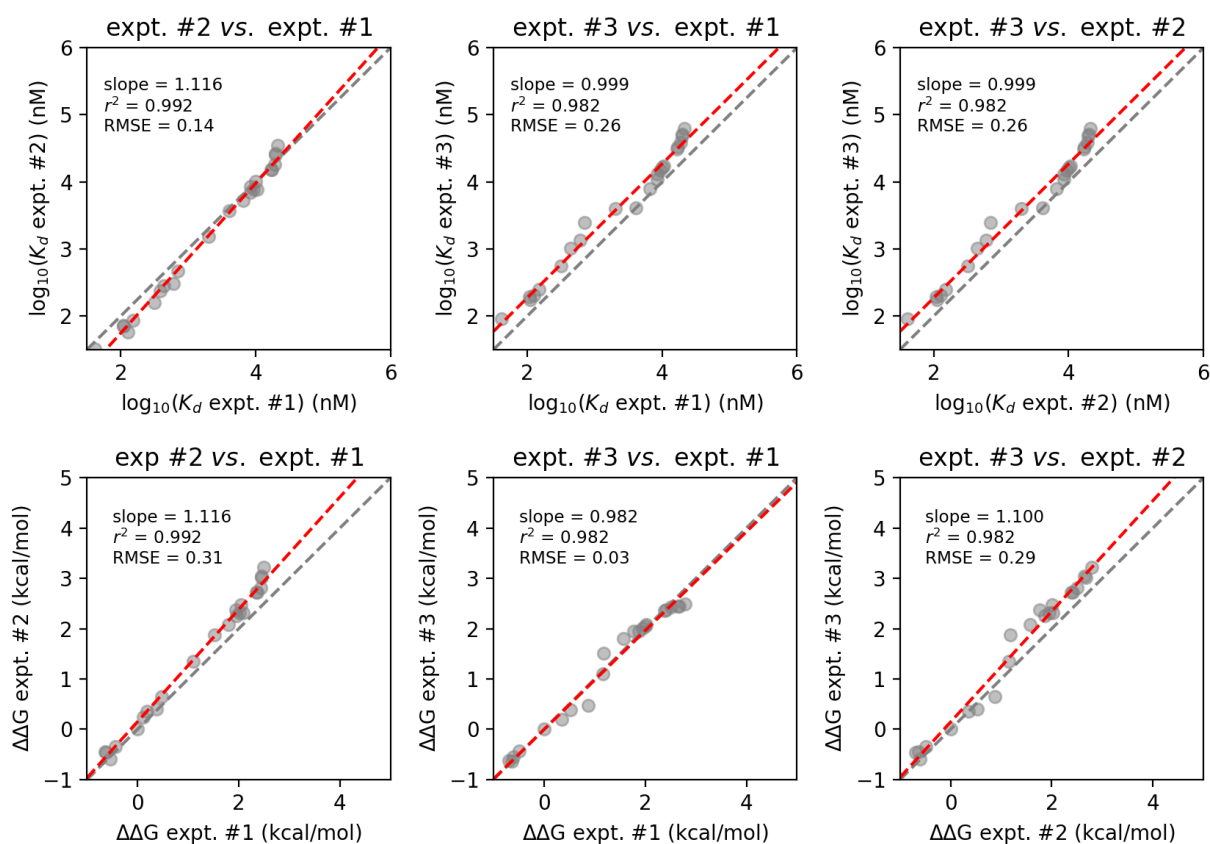 expt. #2 vs. expt. #1
slope = 1.116
r² = 0.992
RMSE = 0.14
6
5
4
3
2
2
4
6
log₁₀(K_d expt. #2) (nM)
log₁₀(K_d expt. #1) (nM)
expt. #3 vs. expt. #1
slope = 0.999
r² = 0.982
RMSE = 0.26
6
5
4
3
2
2
4
6
log₁₀(K_d expt. #3) (nM)
log₁₀(K_d expt. #1) (nM)
expt. #3 vs. expt. #2
slope = 0.999
r² = 0.982
RMSE = 0.26
6
5
4
3
2
2
4
6
log₁₀(K_d expt. #3) (nM)
log₁₀(K_d expt. #2) (nM)
exp #2 vs. expt. #1
slope = 1.116
r² = 0.992
RMSE = 0.31
5
4
3
2
1
0
−1
0
2
4
ΔΔG expt. #2 (kcal/mol)
ΔΔG expt. #1 (kcal/mol)
expt. #3 vs. expt. #1
slope = 0.982
r² = 0.982
RMSE = 0.03
5
4
3
2
1
0
−1
0
2
4
ΔΔG expt. #3 (kcal/mol)
ΔΔG expt. #1 (kcal/mol)
expt. #3 vs. expt. #2
slope = 1.100
r² = 0.982
RMSE = 0.29
5
4
3
2
1
0
−1
0
2
4
ΔΔG expt. #3 (kcal/mol)
ΔΔG expt. #2 (kcal/mol)